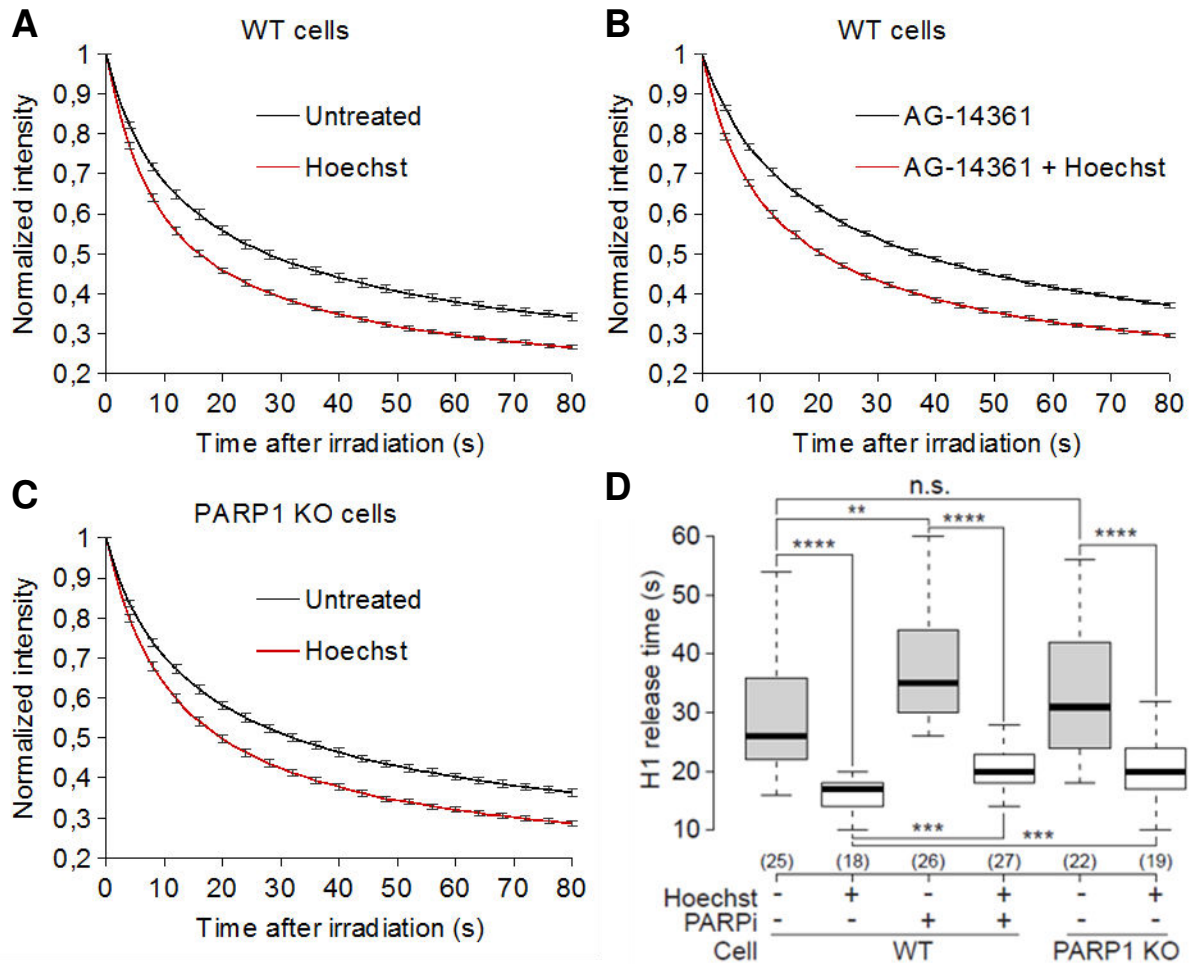 A
WT cells
1
0,9
0,8
0,7
0,6
0,5
0,4
0,3
0,2
Normalized intensity
Untreated
Hoechst
0 10 20 30 40 50 60 70 80
Time after irradiation (s)
B
WT cells
1
0,9
0,8
0,7
0,6
0,5
0,4
0,3
0,2
Normalized intensity
AG-14361
AG-14361 + Hoechst
0 10 20 30 40 50 60 70 80
Time after irradiation (s)
C
PARP1 KO cells
1
0,9
0,8
0,7
0,6
0,5
0,4
0,3
0,2
Normalized intensity
Untreated
Hoechst
0 10 20 30 40 50 60 70 80
Time after irradiation (s)
D
n.s.
** ****
**** ****
60
50
40
30
20
10
H1 release time (s)
*** ***
(25) (18) (26) (27) (22) (19)
Hoechst - + - + - +
PARPi - - + + - -
Cell WT PARP1 KO